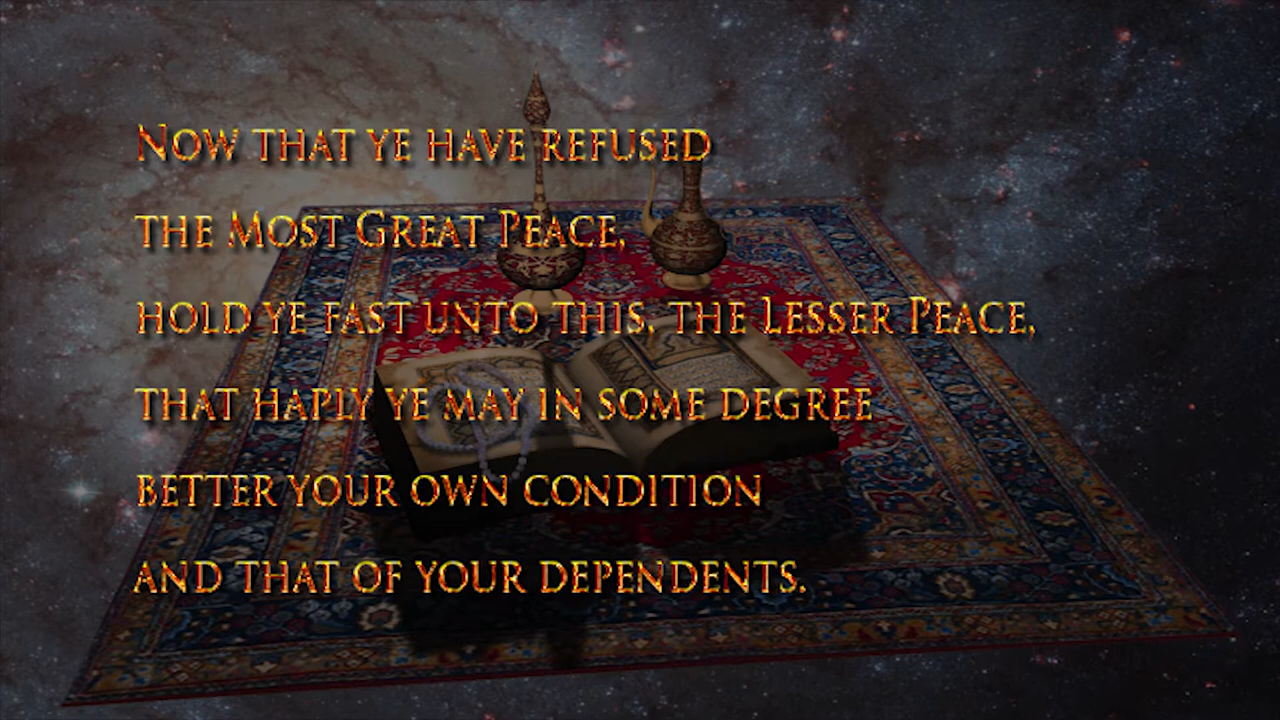 Now that ye have refused
the Most Great Peace,
hold ye fast unto this, the Lesser Peace,
that haply ye may in some degree
better your own condition
and that of your dependents.